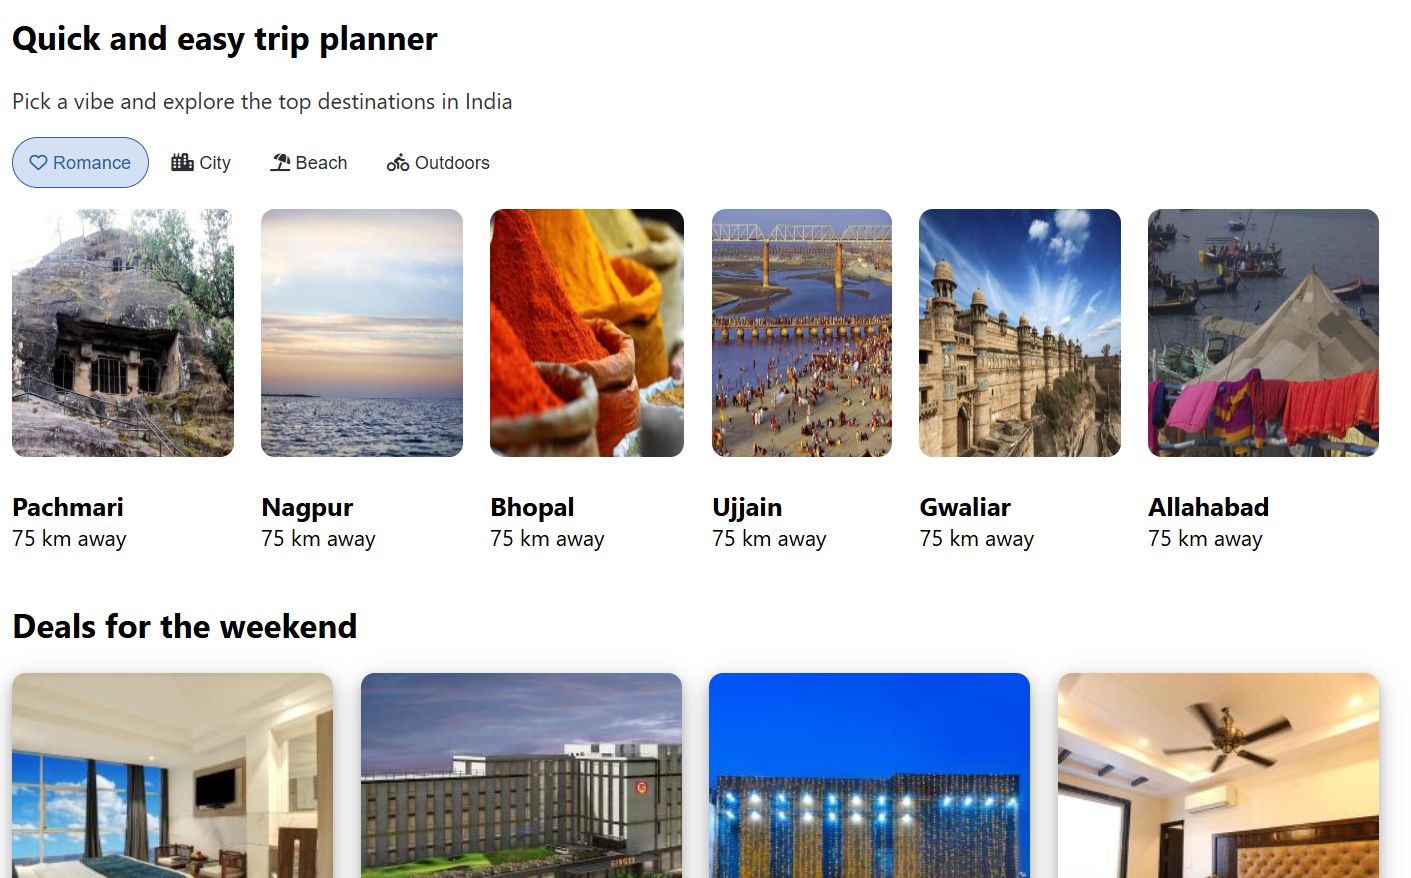 Quick and easy trip planner
Pick a vibe and explore the top destinations in India
Romance City Beach Outdoors
Pachmari Nagpur Bhopal Ujjain Gwaliar Allahabad
75 km away 75 km away 75 km away 75 km away 75 km away 75 km away
Deals for the weekend
G
GINGER